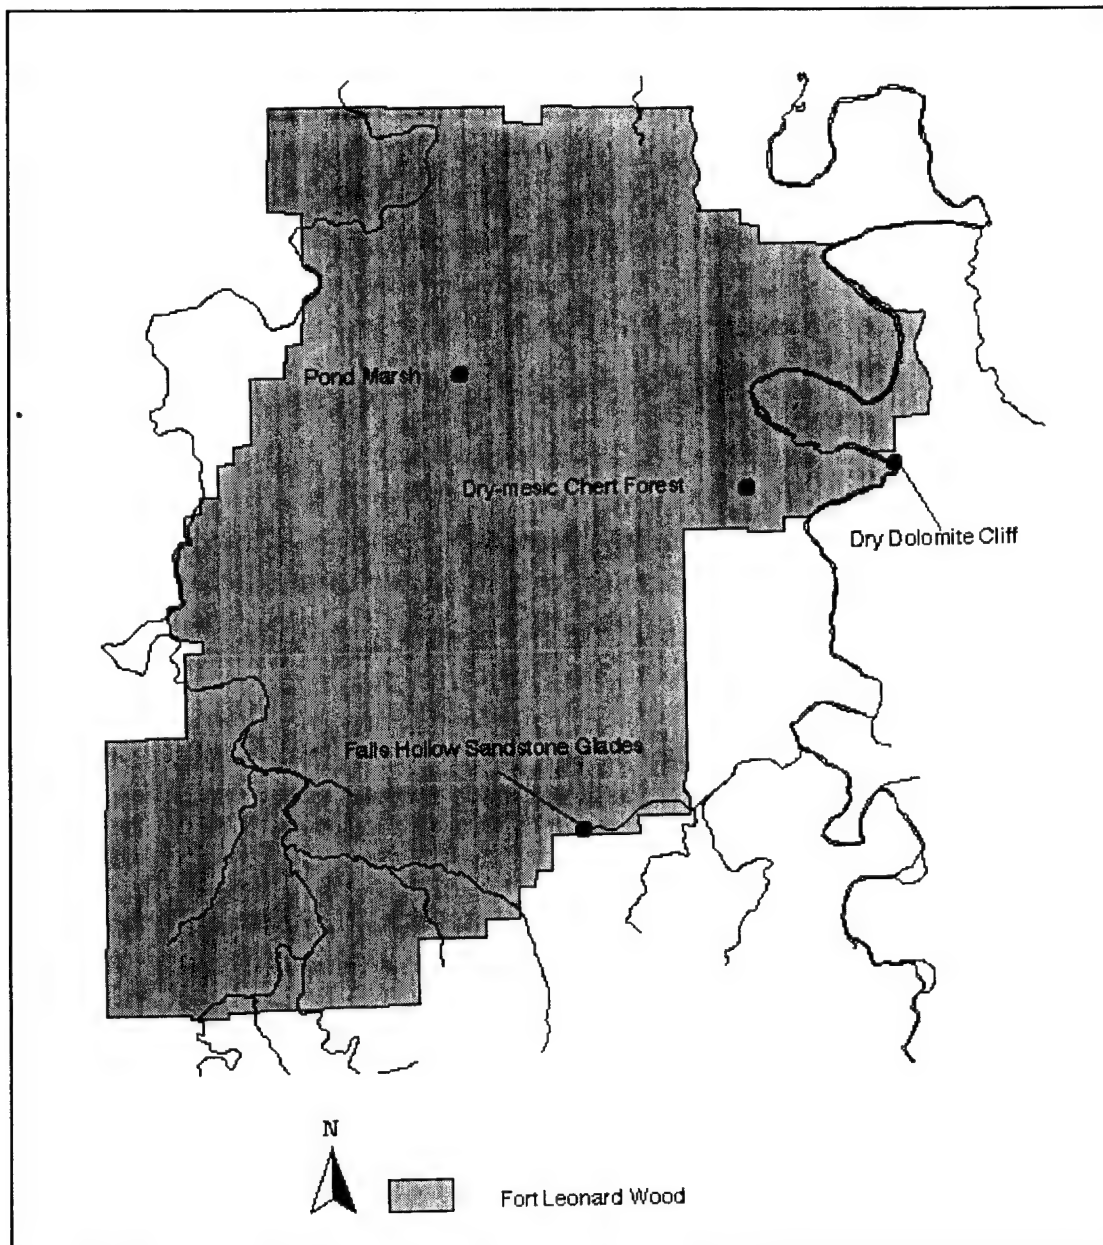 Pond Marsh
Dry-mesic Chert Forest
Dry Dolomite Cliff
Falls Hollow Sandstone Glades
N
Fort Leonard Wood